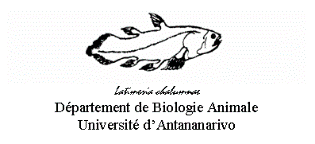 Latimeria chalumnae
Département de Biologie Animale
Université d'Antananarivo